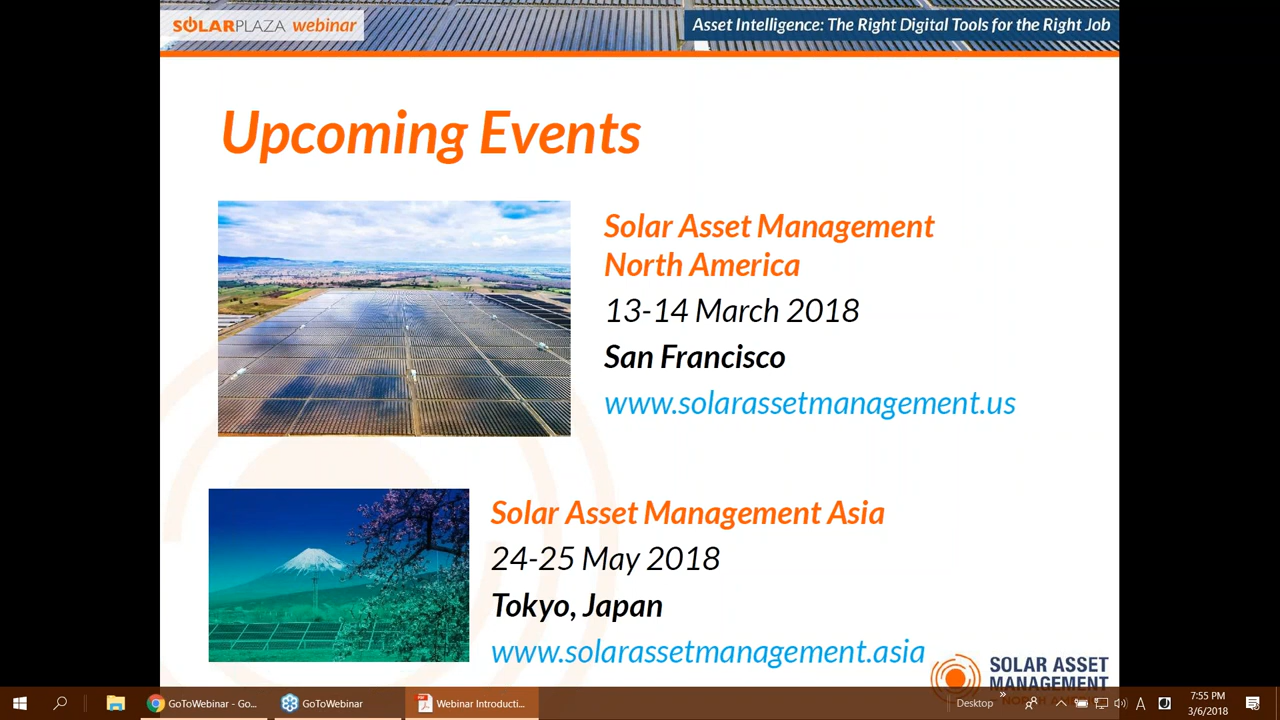 SOLARPLAZA webinar
Asset Intelligence: The Right Digital Tools for the Right Job
Upcoming Events
Solar Asset Management
North America
13-14 March 2018
San Francisco
www.solarassetmanagement.us
Solar Asset Management Asia
24-25 May 2018
Tokyo, Japan
www.solarassetmanagement.asia
SOLAR ASSET
MANAGEMENT
GoToWebinar - Go...
GoToWebinar
Webinar Introducti...
Desktop
A
7:55 PM
3/6/2018